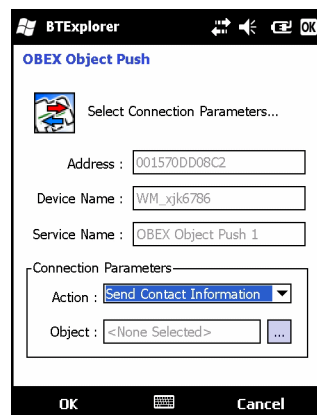 BTExplorer
OK
OBEX Object Push
Select Connection Parameters...
Address : 001570DD08C2
Device Name : WM_xjk6786
Service Name : OBEX Object Push 1
Connection Parameters
Action : Send Contact Information
Object : <None Selected> ...
OK Cancel